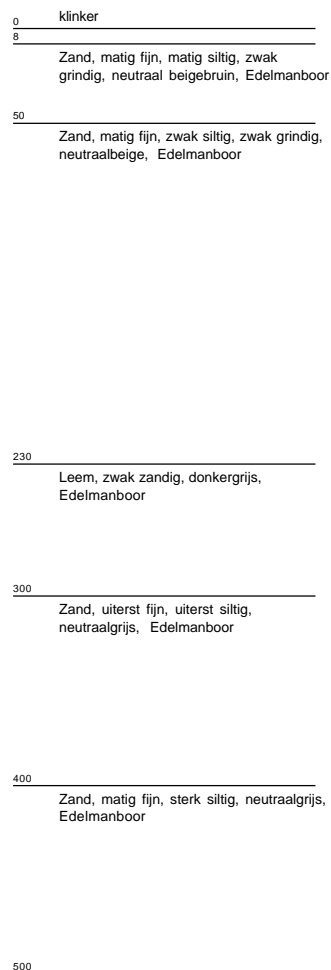 klinker
0
8
Zand, matig fijn, matig siltig, zwak
grindig, neutraal beigebruin, Edelmanboor
50
Zand, matig fijn, zwak siltig, zwak grindig,
neutraalbeige, Edelmanboor
230
Leem, zwak zandig, donkergrijs,
Edelmanboor
300
Zand, uiterst fijn, uiterst siltig,
neutraalgrijs, Edelmanboor
400
Zand, matig fijn, sterk siltig, neutraalgrijs,
Edelmanboor
500